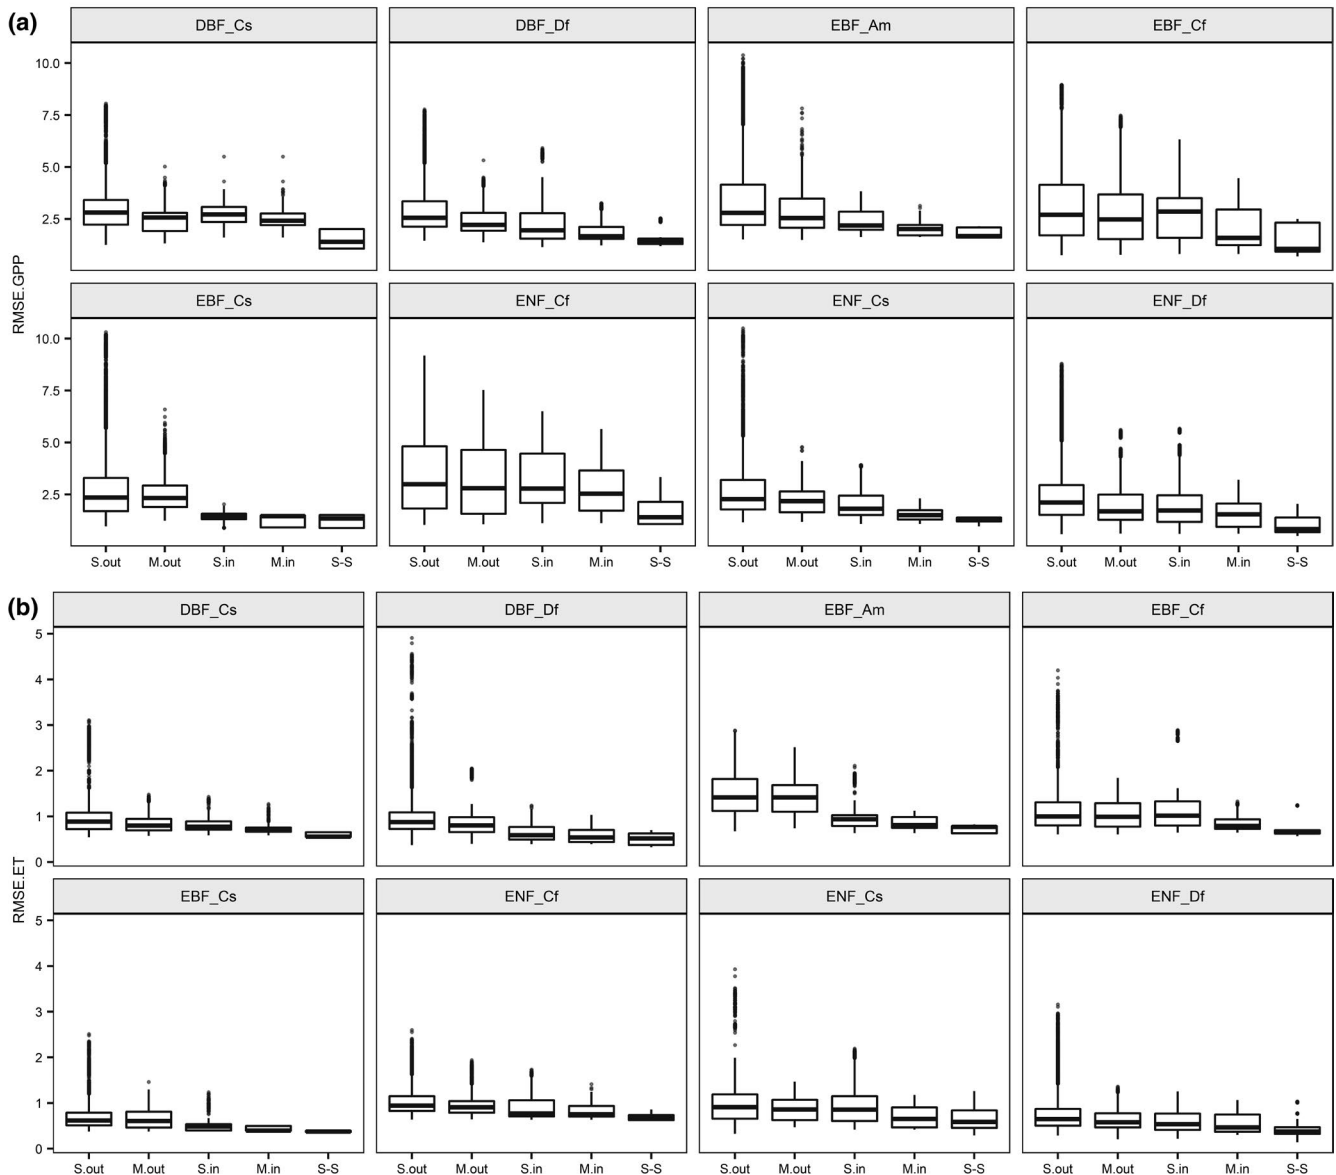 (a)
DBF_Cs DBF_Df EBF_Am EBF_Cf
10.0
7.5
5.0
2.5
RMSE.GPP
EBF_Cs ENF_Cf ENF_Cs ENF_Df
10.0
7.5
5.0
2.5
S.out M.out S.in M.in S-S S.out M.out S.in M.in S-S S.out M.out S.in M.in S-S S.out M.out S.in M.in S-S
(b)
DBF_Cs DBF_Df EBF_Am EBF_Cf
5
4
3
2
1
0
RMSE.ET
EBF_Cs ENF_Cf ENF_Cs ENF_Df
5
4
3
2
1
0
S.out M.out S.in M.in S-S S.out M.out S.in M.in S-S S.out M.out S.in M.in S-S S.out M.out S.in M.in S-S